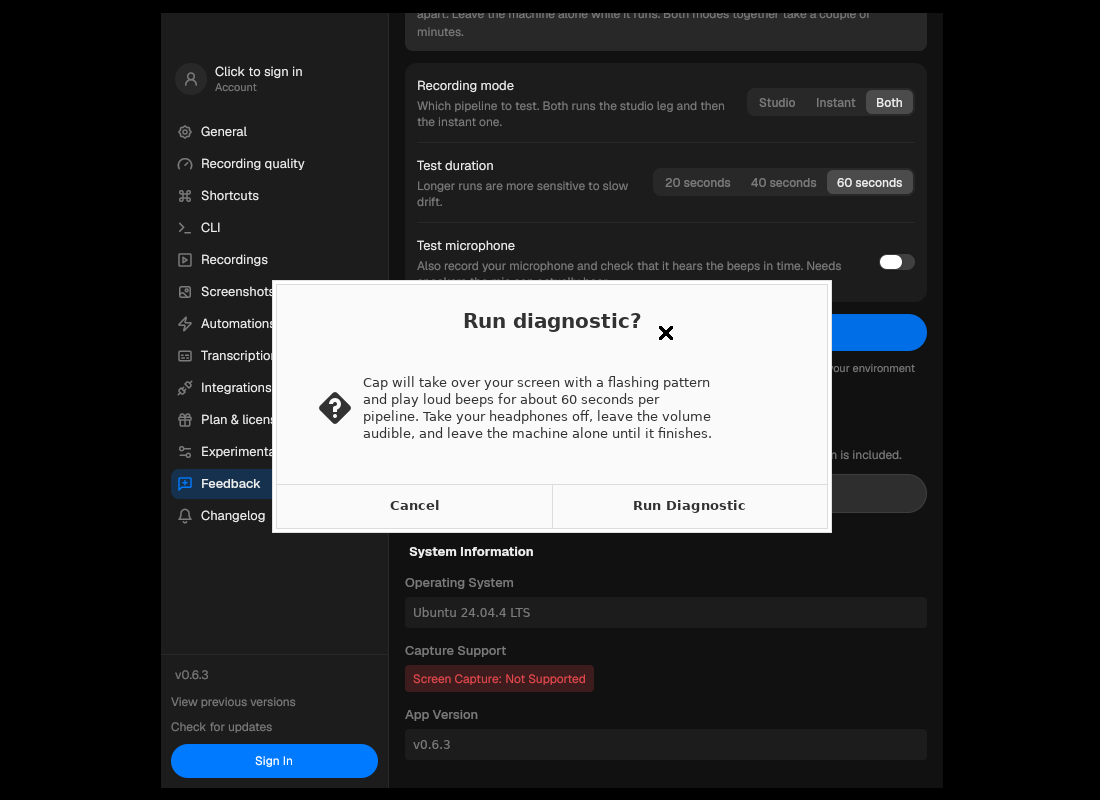 Click to sign in
Account
General
Recording quality
Shortcuts
CLI
Recordings
Screenshots
Automations
Transcription
Integrations
Plan & licens
Experimenta
Feedback
Changelog
v0.6.3
View previous versions
Check for updates
Sign In
apart. Leave the machine alone while it runs. Both modes together take a couple of
minutes.
Recording mode
Which pipeline to test. Both runs the studio leg and then
the instant one.
Studio
Instant
Both
Test duration
Longer runs are more sensitive to slow
drift.
20 seconds
40 seconds
60 seconds
Test microphone
Also record your microphone and check that it hears the beeps in time. Needs
your environment
is included.
Run diagnostic?
Cap will take over your screen with a flashing pattern
and play loud beeps for about 60 seconds per
pipeline. Take your headphones off, leave the volume
audible, and leave the machine alone until it finishes.
Cancel
Run Diagnostic
System Information
Operating System
Ubuntu 24.04.4 LTS
Capture Support
Screen Capture: Not Supported
App Version
v0.6.3